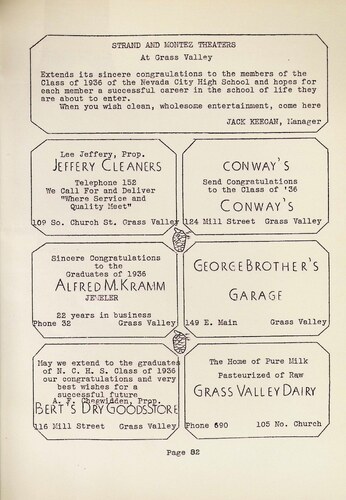 STRAND AND MONTEZ THEATERS
At Grass Valley
Extends its sincere congraulations to the members of the
Class of 1936 of the Nevada City High School and hopes for
each member a successful career in the school of life they
are about to enter.
When you wish clean, wholesome entertainment, come here
JACK KEEGAN, Manager
Lee Jeffery, Prop.
JEFFERY CLEANERS
Telephone 152
We Call For and Deliver
"Where Service and
Quality Meet"
109 So. Church St. Grass Valley
CONWAY'S
Send Congratulations
to the Class of '36
CONWAY'S
124 Mill Street Grass Valley
Sincere Congratulations
to the
Graduates of 1936
ALFRED M. KRAMM
JEWELER
22 years in business
Phone 32 Grass Valley
GEORGE BROTHER'S
GARAGE
149 E. Main Grass Valley
May we extend to the graduates
of N. C. H. S. Class of 1936
our congratulations and very
best wishes for a
successful future
A. F. Chegwidden, Prop.
BERT'S DRY GOODS STORE
116 Mill Street Grass Valley
The Home of Pure Milk
Pasteurized of Raw
GRASS VALLEY DAIRY
Phone 690 105 No. Church
Page 82